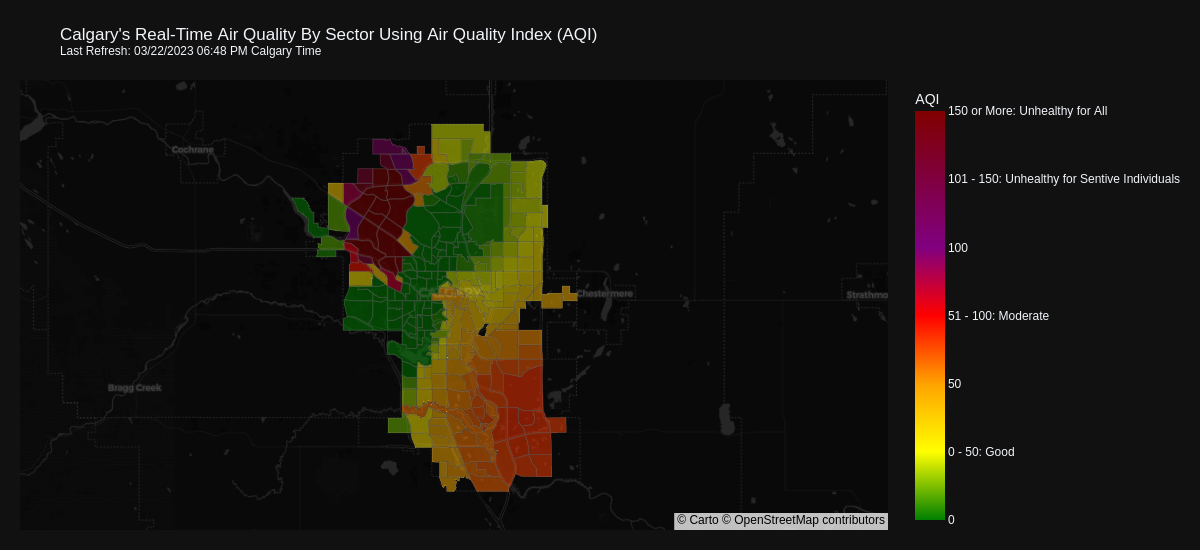 Calgary's Real-Time Air Quality By Sector Using Air Quality Index (AQI)
Last Refresh: 03/22/2023 06:48 PM Calgary Time
AQI
150 or More: Unhealthy for All
Cochrane
101 - 150: Unhealthy for Sentive Individuals
100
CALGARY
Chestermere
Strathmo
51 - 100: Moderate
50
Bragg Creek
0 - 50: Good
0
© Carto © OpenStreetMap contributors